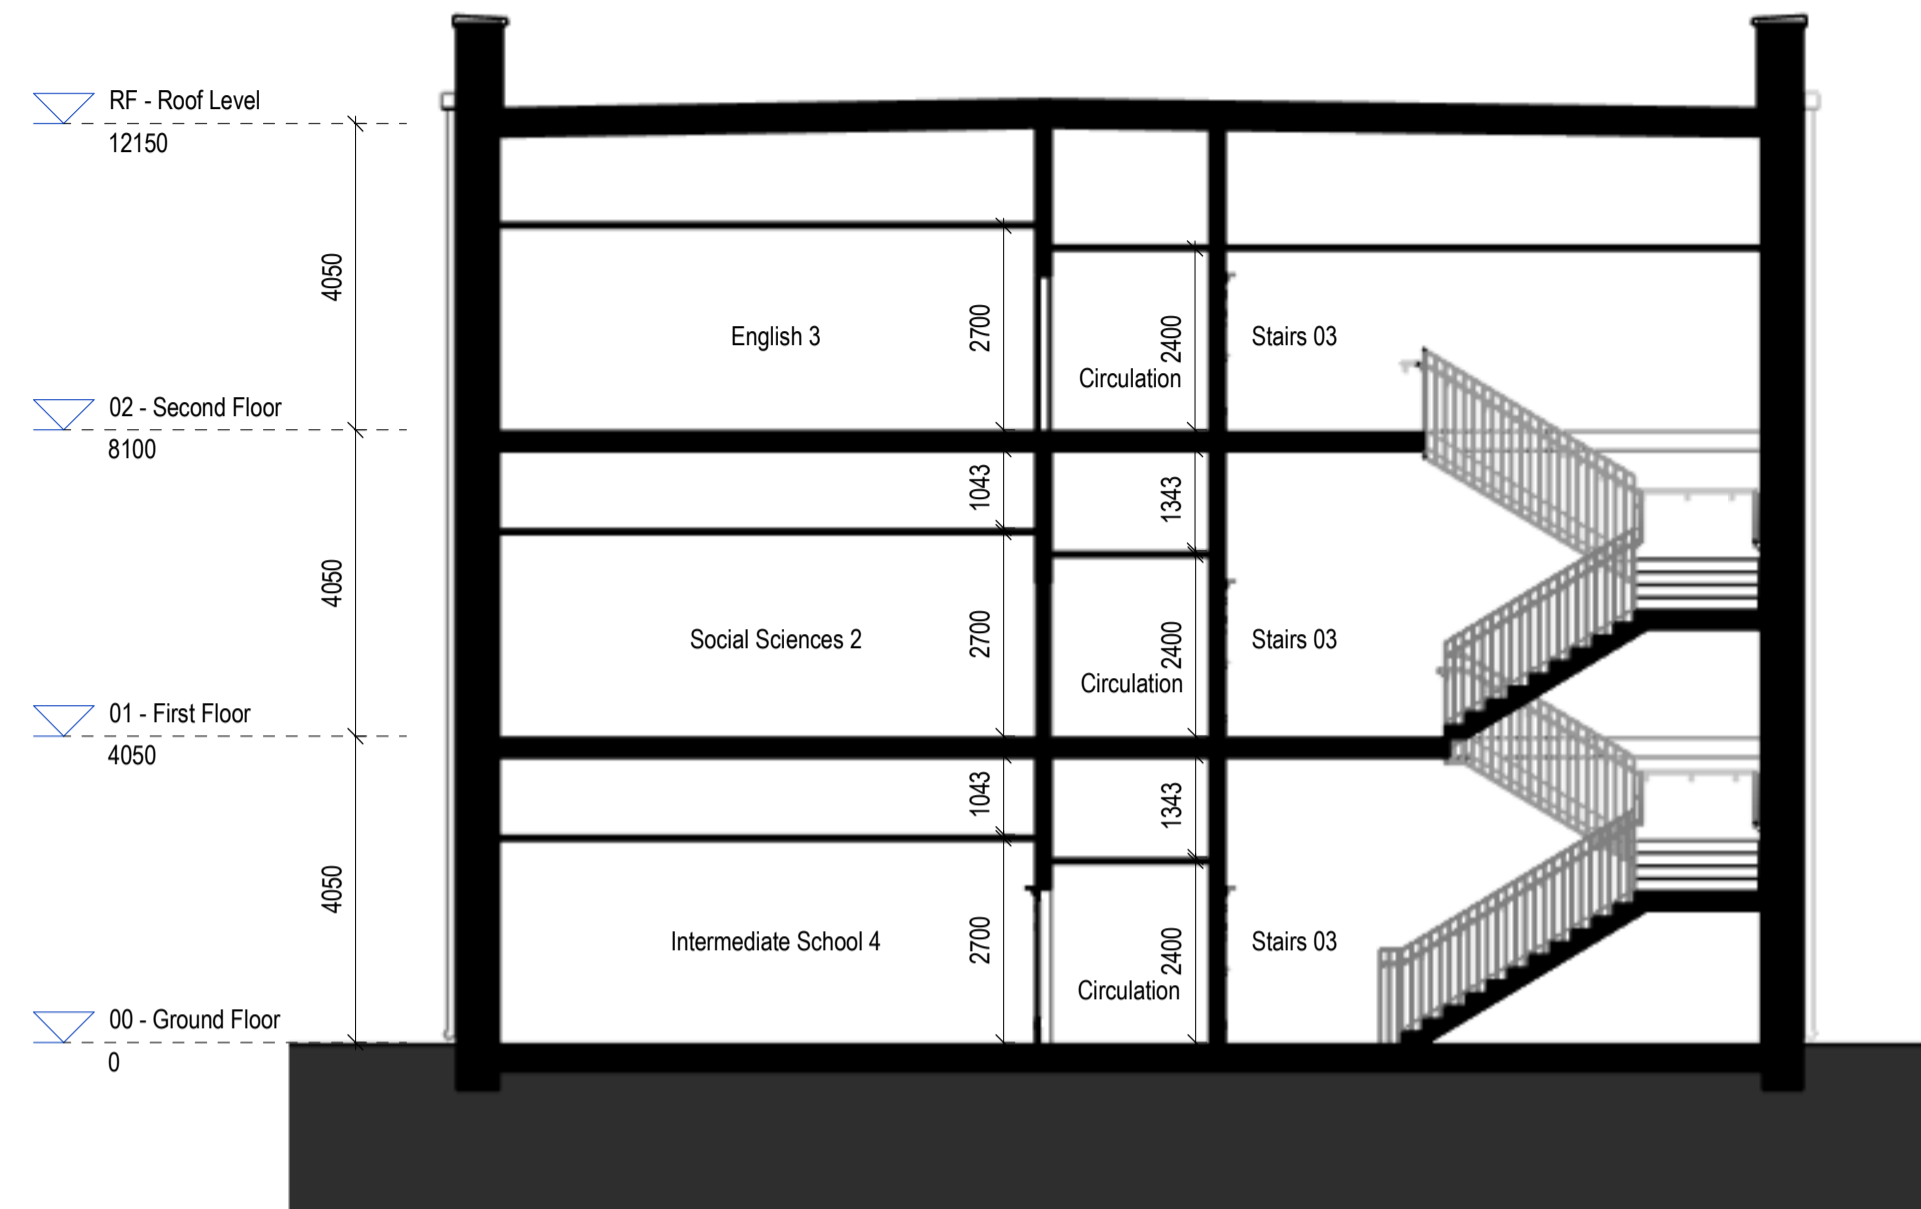 RF - Roof Level
12150
4050
English 3
2700
2400
Circulation
Stairs 03
02 - Second Floor
8100
1043
1343
4050
Social Sciences 2
2700
2400
Circulation
Stairs 03
01 - First Floor
4050
1043
1343
4050
Intermediate School 4
2700
2400
Circulation
Stairs 03
00 - Ground Floor
0